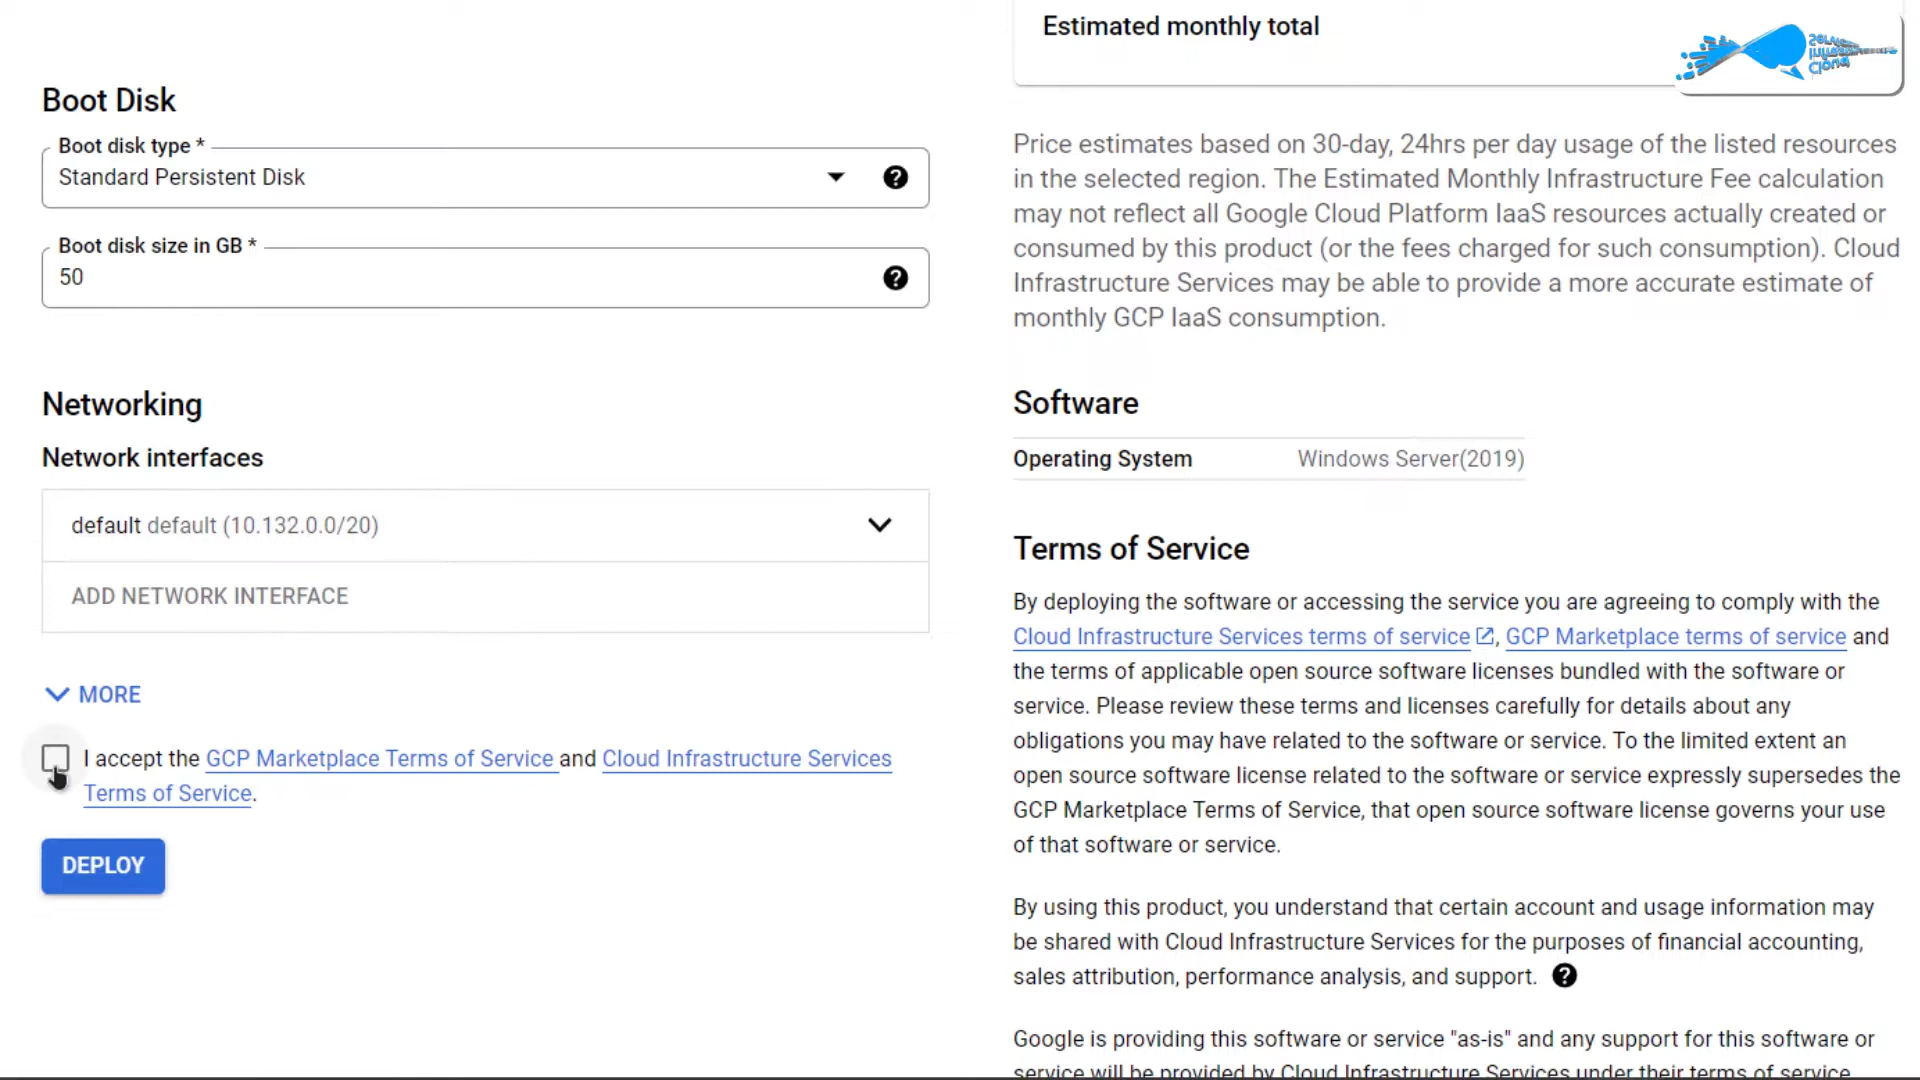 Boot Disk
Boot disk type *
Standard Persistent Disk
Boot disk size in GB *
50
Networking
Network interfaces
default default (10.132.0.0/20)
ADD NETWORK INTERFACE
MORE
I accept the GCP Marketplace Terms of Service and Cloud Infrastructure Services
Terms of Service.
DEPLOY
Estimated monthly total
Price estimates based on 30-day, 24hrs per day usage of the listed resources
in the selected region. The Estimated Monthly Infrastructure Fee calculation
may not reflect all Google Cloud Platform IaaS resources actually created or
consumed by this product (or the fees charged for such consumption). Cloud
Infrastructure Services may be able to provide a more accurate estimate of
monthly GCP IaaS consumption.
Software
Operating System Windows Server(2019)
Terms of Service
By deploying the software or accessing the service you are agreeing to comply with the
Cloud Infrastructure Services terms of service, GCP Marketplace terms of service and
the terms of applicable open source software licenses bundled with the software or
service. Please review these terms and licenses carefully for details about any
obligations you may have related to the software or service. To the limited extent an
open source software license related to the software or service expressly supersedes the
GCP Marketplace Terms of Service, that open source software license governs your use
of that software or service.
By using this product, you understand that certain account and usage information may
be shared with Cloud Infrastructure Services for the purposes of financial accounting,
sales attribution, performance analysis, and support.
Google is providing this software or service "as-is" and any support for this software or
service will be provided by Cloud Infrastructure Services under their terms of service.